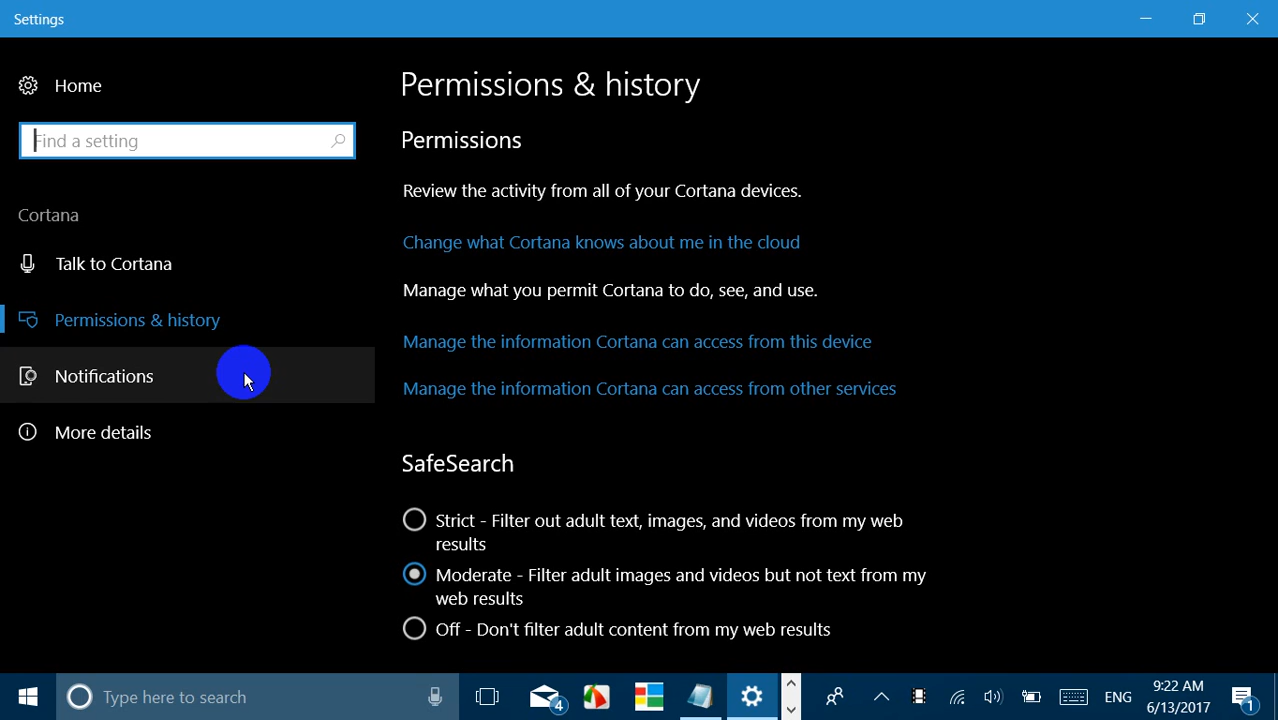 Settings
Home
Find a setting
Cortana
Talk to Cortana
Permissions & history
Notifications
More details
Permissions & history
Permissions
Review the activity from all of your Cortana devices.
Change what Cortana knows about me in the cloud
Manage what you permit Cortana to do, see, and use.
Manage the information Cortana can access from this device
Manage the information Cortana can access from other services
SafeSearch
Strict - Filter out adult text, images, and videos from my web
results
Moderate - Filter adult images and videos but not text from my
web results
Off - Don't filter adult content from my web results
Type here to search
4
ENG
9:22 AM
6/13/2017
1